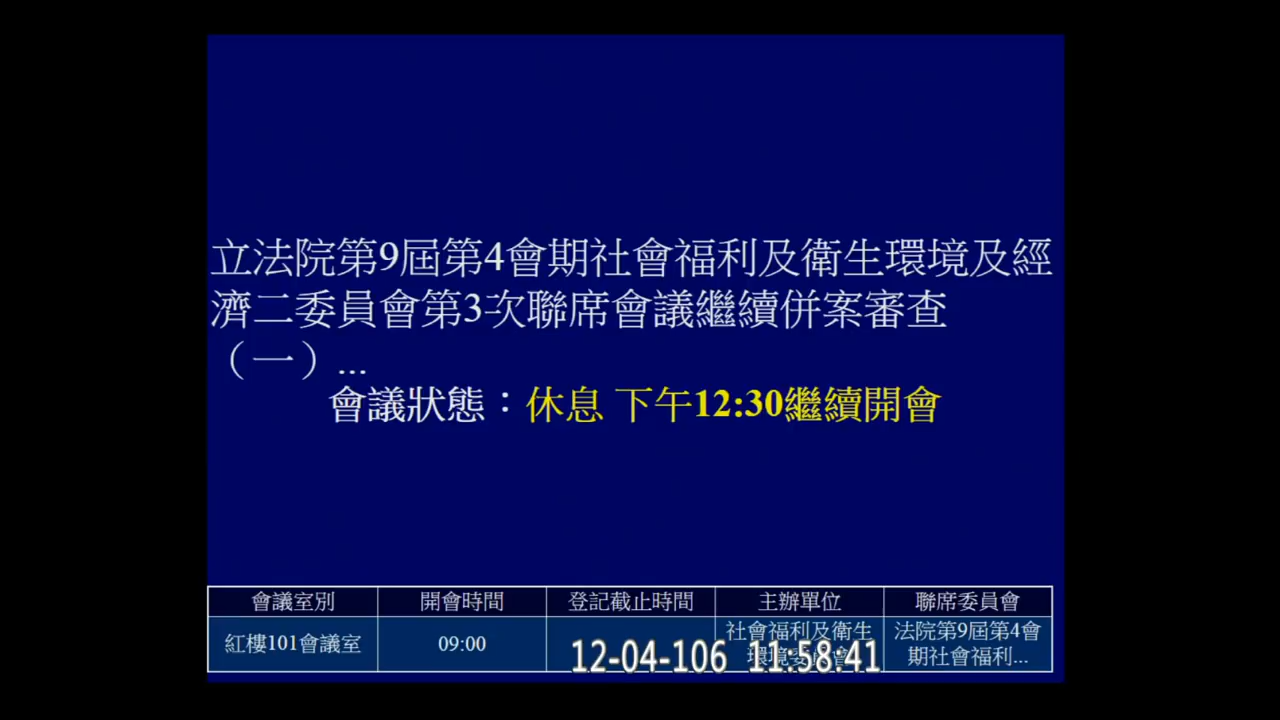 立法院第9屆第4會期社會福利及衛生環境及經
濟二委員會第3次聯席會議繼續併案審查
（一）...
會議狀態：休息 下午12:30繼續開會
會議室別 開會時間 登記截止時間 主辦單位 聯席委員會
紅樓101會議室 09:00 社會福利及衛生 法院第9屆第4會
環境委員會 期社會福利...
12-04-106 11:58:41